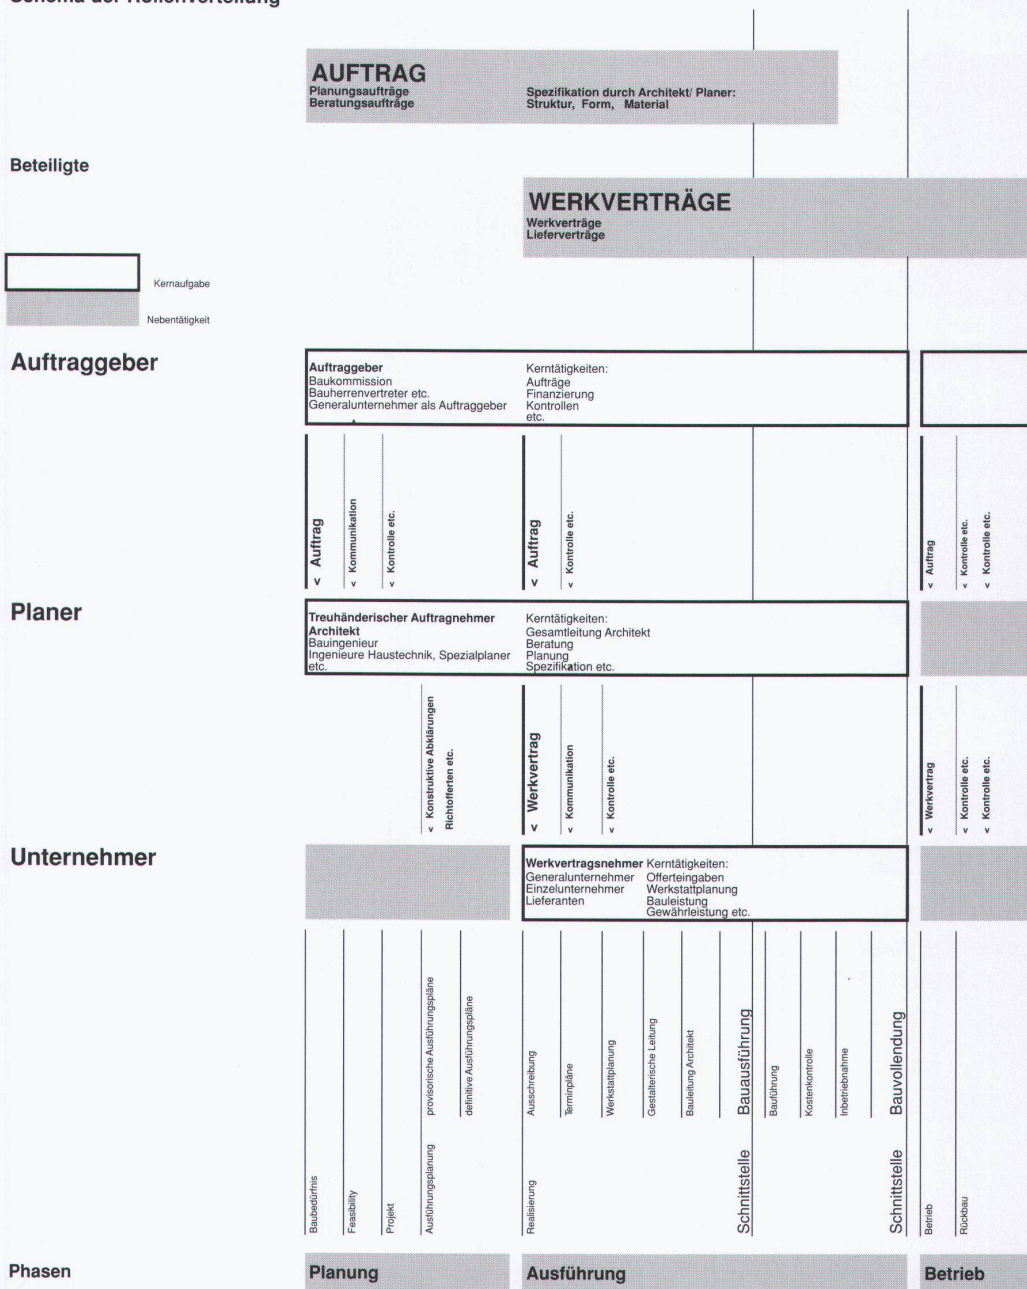 Schema der Rollenverteilung
AUFTRAG
Planungsaufträge
Beratungsaufträge
Spezifikation durch Architekt/ Planer:
Struktur, Form, Material
Beteiligte
WERKVERTRÄGE
Werkverträge
Lieferverträge
Kernaufgabe
Nebentätigkeit
Auftraggeber
Auftraggeber
Baukommission
Bauherrenvertreter etc.
Generalunternehmer als Auftraggeber
Kerntätigkeiten:
Aufträge
Finanzierung
Kontrollen
etc.
< Auftrag
< Kommunikation
< Kontrolle etc.
< Auftrag
< Kontrolle etc.
< Auftrag
< Kontrolle etc.
< Kontrolle etc.
Planer
Treuhänderischer Auftragnehmer
Architekt
Bauingenieur
Ingenieure Haustechnik, Spezialplaner
etc.
Kerntätigkeiten:
Gesamtleitung Architekt
Beratung
Planung
Spezifikation etc.
< Konstruktive Abklärungen
Richtofferten etc.
< Werkvertrag
< Kommunikation
< Kontrolle etc.
< Werkvertrag
< Kontrolle etc.
< Kontrolle etc.
Unternehmer
Werkvertragsnehmer
Generalunternehmer
Einzelunternehmer
Lieferanten
Kerntätigkeiten:
Offerteingaben
Werkstattplanung
Bauleistung
Gewährleistung etc.
Baubedürfnis
Feasibility
Projekt
Ausführungsplanung
provisorische Ausführungspläne
definitive Ausführungspläne
Realisierung
Ausschreibung
Terminpläne
Werkstattplanung
Gestalterische Leitung
Bauleitung Architekt
Schnittstelle Bauausführung
Bauführung
Kostenkontrolle
Inbetriebnahme
Schnittstelle Bauvollendung
Betrieb
Rückbau
Phasen
Planung
Ausführung
Betrieb